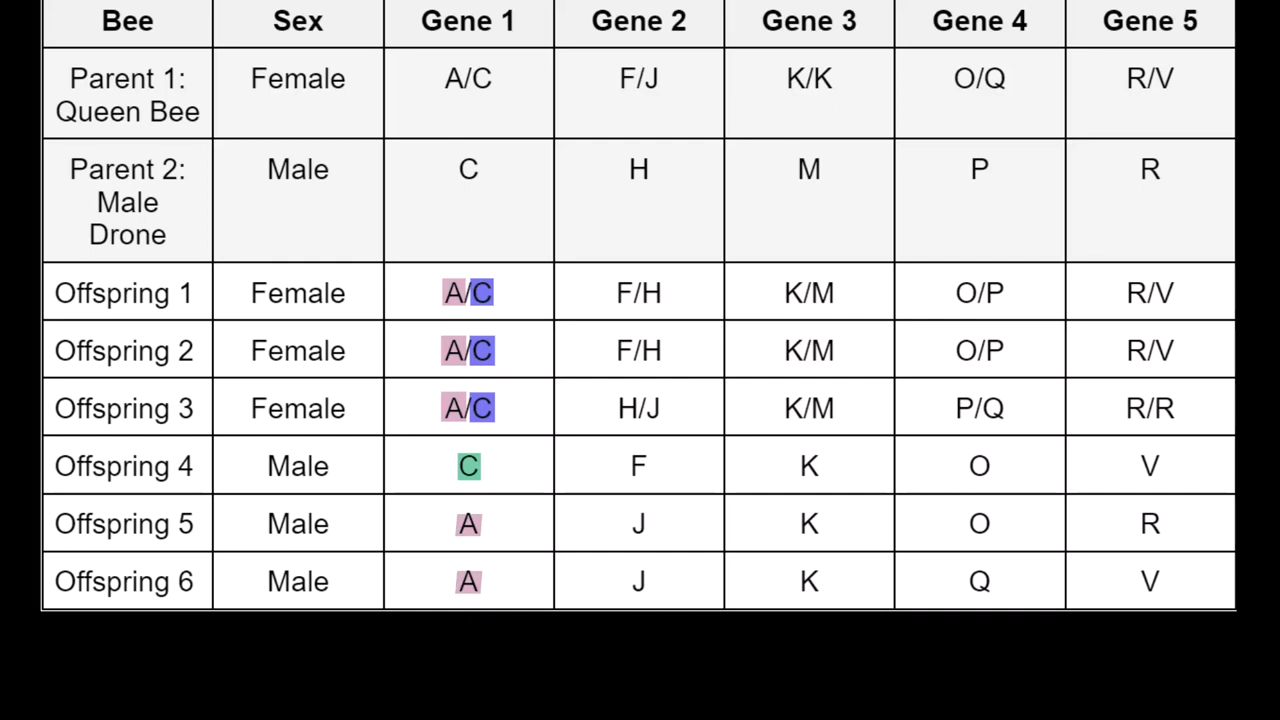 Bee Sex Gene 1 Gene 2 Gene 3 Gene 4 Gene 5
Parent 1: Queen Bee Female A/C F/J K/K O/Q R/V
Parent 2: Male Drone Male C H M P R
Offspring 1 Female A/C F/H K/M O/P R/V
Offspring 2 Female A/C F/H K/M O/P R/V
Offspring 3 Female A/C H/J K/M P/Q R/R
Offspring 4 Male C F K O V
Offspring 5 Male A J K O R
Offspring 6 Male A J K Q V